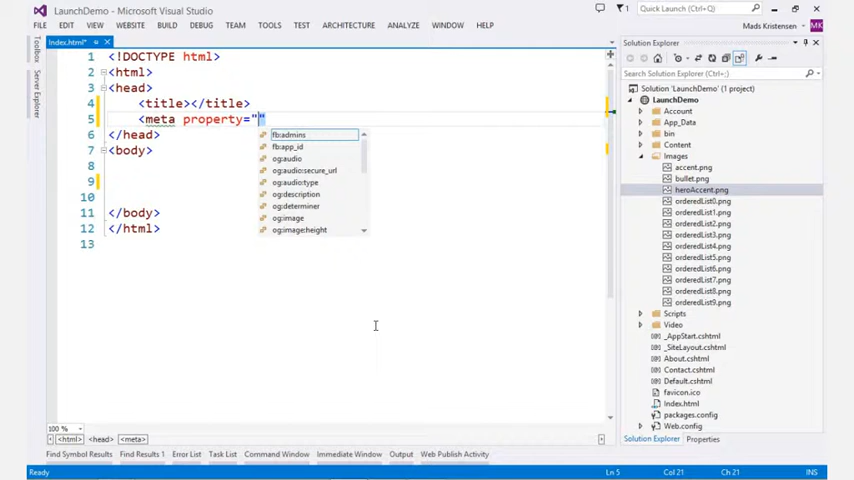 LaunchDemo - Microsoft Visual Studio
1
Quick Launch (Ctrl+Q)
FILE EDIT VIEW WEBSITE BUILD DEBUG TEAM TOOLS TEST ARCHITECTURE ANALYZE WINDOW HELP
Mads Kristensen MK
Toolbox
Server Explorer
Index.html*
1 <!DOCTYPE html>
2 <html>
3 <head>
4 <title></title>
5 <meta property=""
6 </head>
7 <body>
8
9
10
11 </body>
12 </html>
13
fb:admins
fb:app_id
og:audio
og:audio:secure_url
og:audio:type
og:description
og:determiner
og:image
og:image:height
100 %
<html> <head> <meta>
Solution Explorer
Search Solution Explorer (Ctrl+;)
Solution 'LaunchDemo' (1 project)
LaunchDemo
Account
App_Data
bin
Content
Images
accent.png
bullet.png
heroAccent.png
orderedList0.png
orderedList1.png
orderedList2.png
orderedList3.png
orderedList4.png
orderedList5.png
orderedList6.png
orderedList7.png
orderedList8.png
orderedList9.png
Scripts
Video
_AppStart.cshtml
_SiteLayout.cshtml
About.cshtml
Contact.cshtml
Default.cshtml
favicon.ico
Index.html
packages.config
Web.config
Solution Explorer Properties
Find Symbol Results Find Results 1 Error List Task List Command Window Immediate Window Output Web Publish Activity
Ready Ln 5 Col 21 Ch 21 INS